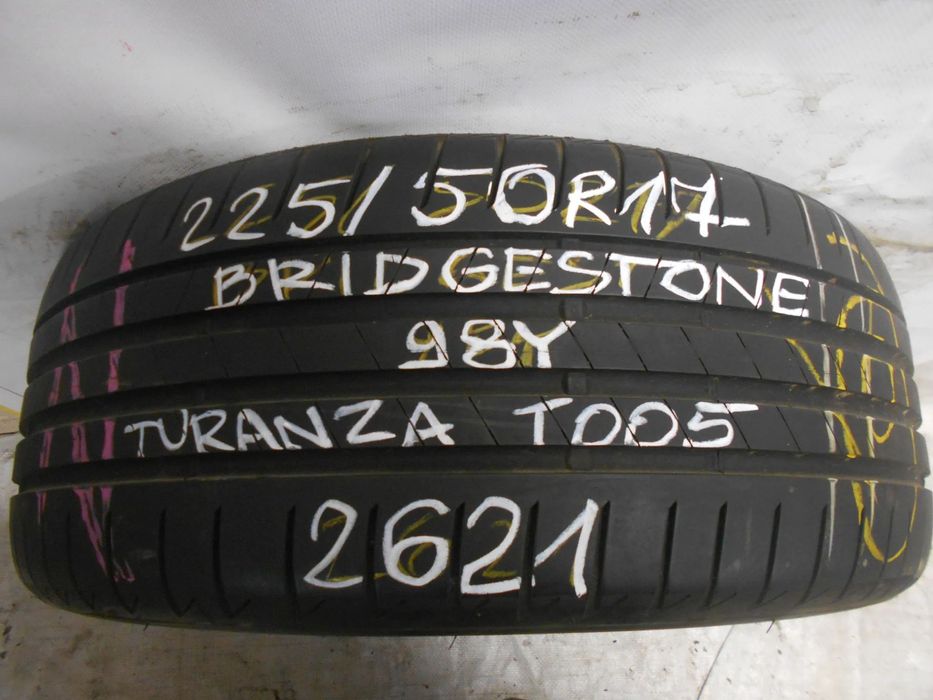 225/50R17
BRIDGESTONE
98Y
TURANZA T005
2621